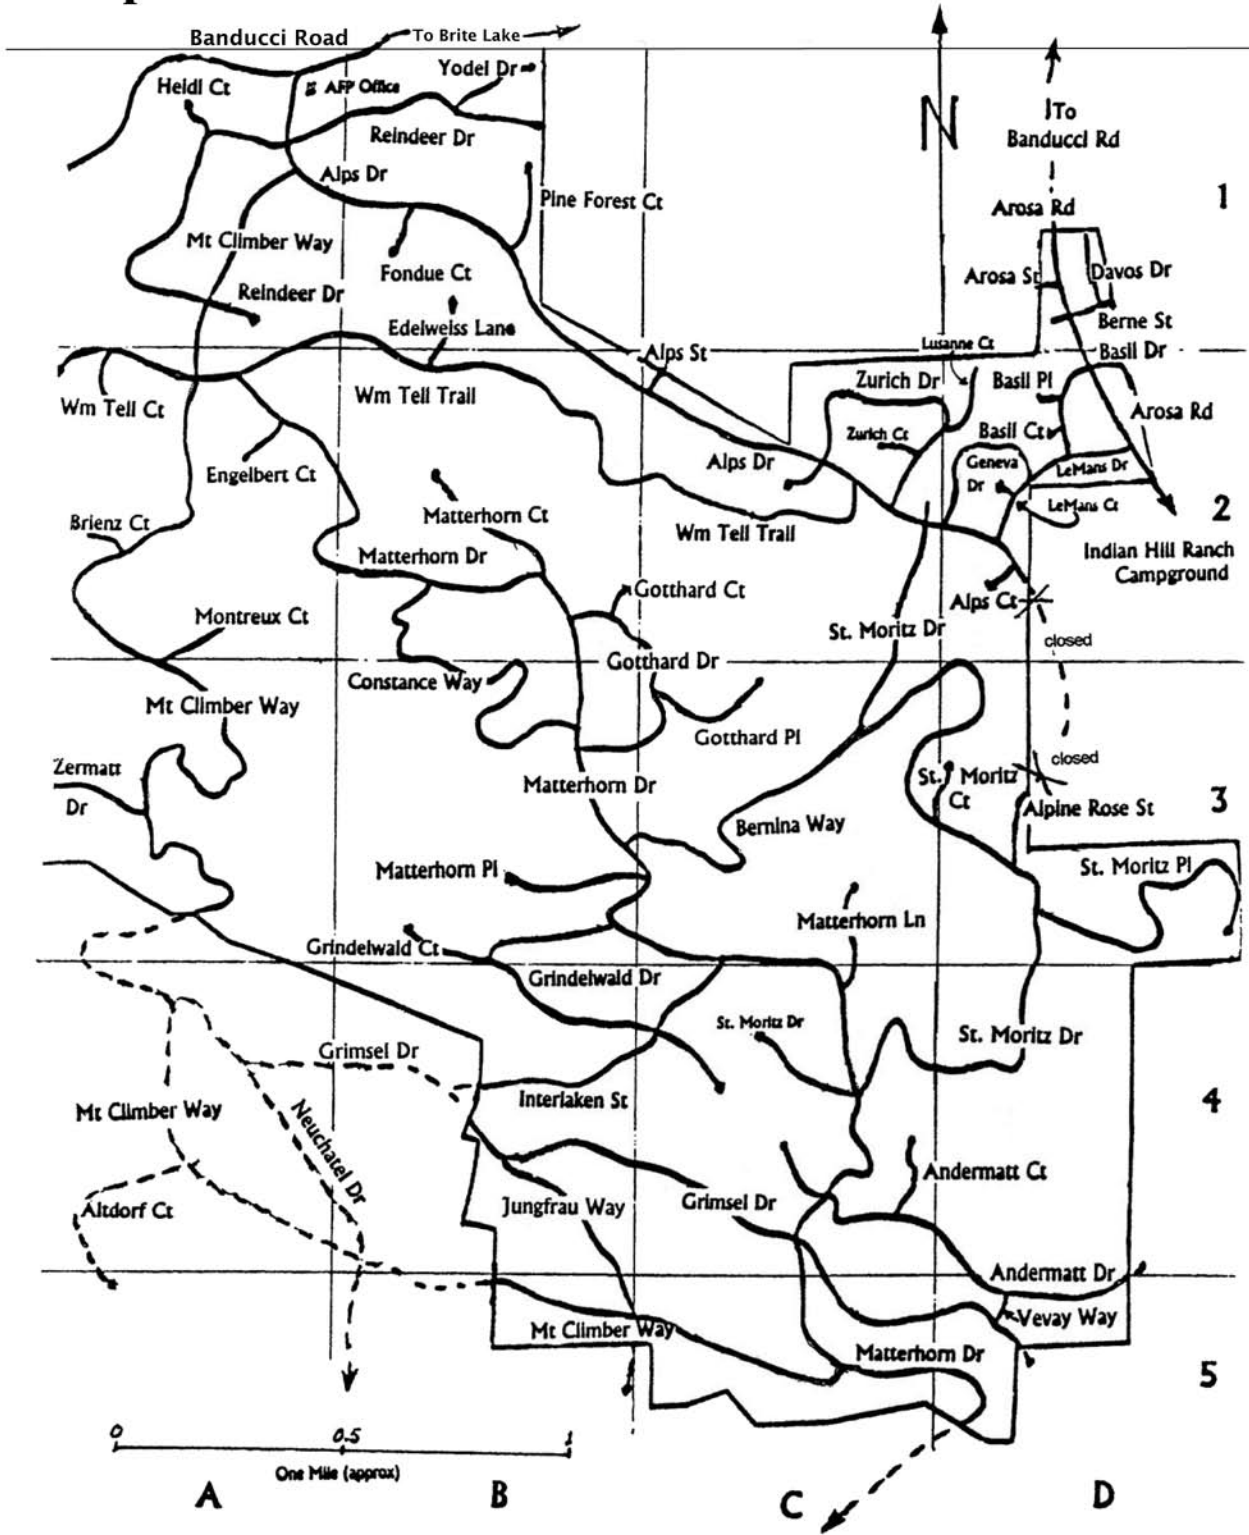 Banducci Road
To Brite Lake
Heidi Ct
AFP Office
Yodel Dr
Reindeer Dr
N
To
Banducci Rd
Alps Dr
Pine Forest Ct
1
Arosa Rd
Mt Climber Way
Fondue Ct
Arosa St
Davos Dr
Reindeer Dr
Edelweiss Lane
Berne St
Lusanne Ct
Basil Dr
Alps St
Wm Tell Ct
Wm Tell Trail
Zurich Dr
Basil Pl
Arosa Rd
Zurich Ct
Basil Ct
Engelbert Ct
Alps Dr
Geneva
Dr
LeMans Dr
LeMans Ct
2
Brienz Ct
Matterhorn Ct
Wm Tell Trail
Indian Hill Ranch
Campground
Matterhorn Dr
Gotthard Ct
Alps Ct
Montreux Ct
St. Moritz Dr
closed
Gotthard Dr
Constance Way
Mt Climber Way
Gotthard Pl
closed
Zermatt
Dr
Matterhorn Dr
St. Moritz
Ct
3
Alpine Rose St
Bernina Way
Matterhorn Pl
St. Moritz Pl
Matterhorn Ln
Grindelwald Ct
Grindelwald Dr
St. Moritz Dr
St. Moritz Dr
Grimsel Dr
Interlaken St
4
Mt Climber Way
Neuchatel Dr
Andermatt Ct
Altdorf Ct
Jungfrau Way
Grimsel Dr
Andermatt Dr
Vevay Way
Mt Climber Way
Matterhorn Dr
5
0 0.5 1
One Mile (approx)
A B C D